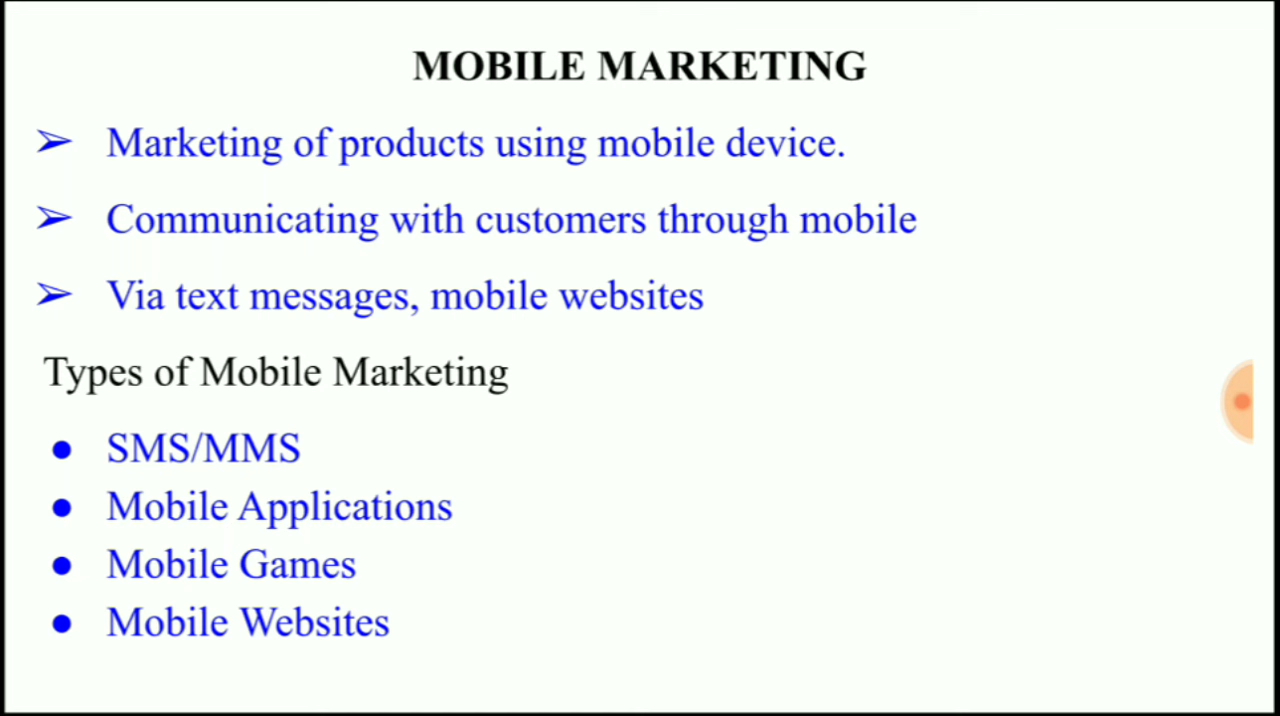 MOBILE MARKETING
➢ Marketing of products using mobile device.
➢ Communicating with customers through mobile
➢ Via text messages, mobile websites
Types of Mobile Marketing
● SMS/MMS
● Mobile Applications
● Mobile Games
● Mobile Websites